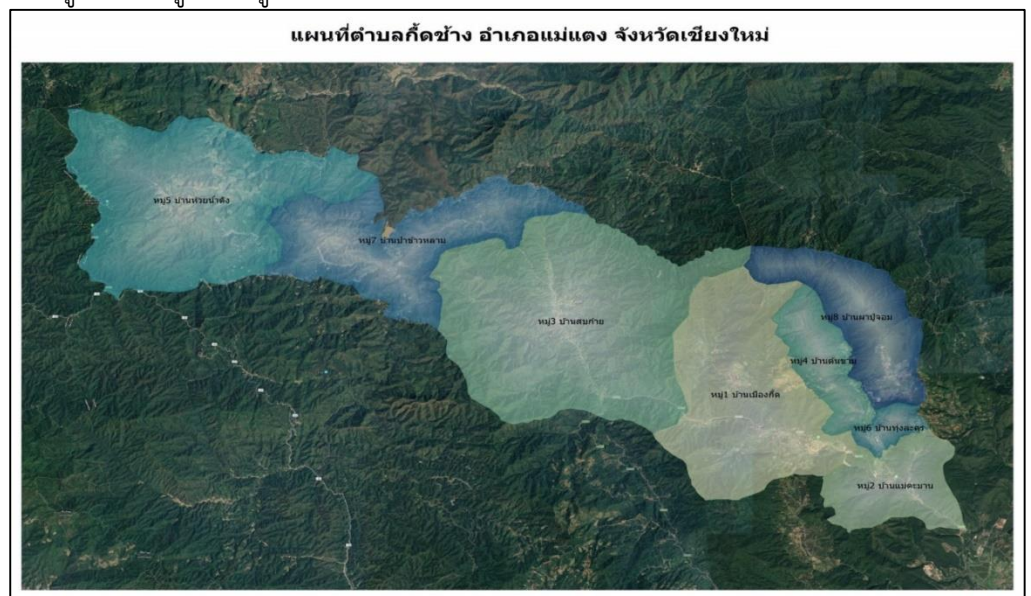 แผนที่ตำบลกื้ดช้าง อำเภอแม่แตง จังหวัดเชียงใหม่
หมู่5 บ้านห้วยน้ำดัง
หมู่7 บ้านป่าข้าวหลาม
หมู่3 บ้านสบก๋าย
หมู่8 บ้านผาปู่จอม
หมู่4 บ้านต้นขาม
หมู่1 บ้านเมืองกื้ด
หมู่6 บ้านทุ่งละคร
หมู่2 บ้านแม่ตะมาน